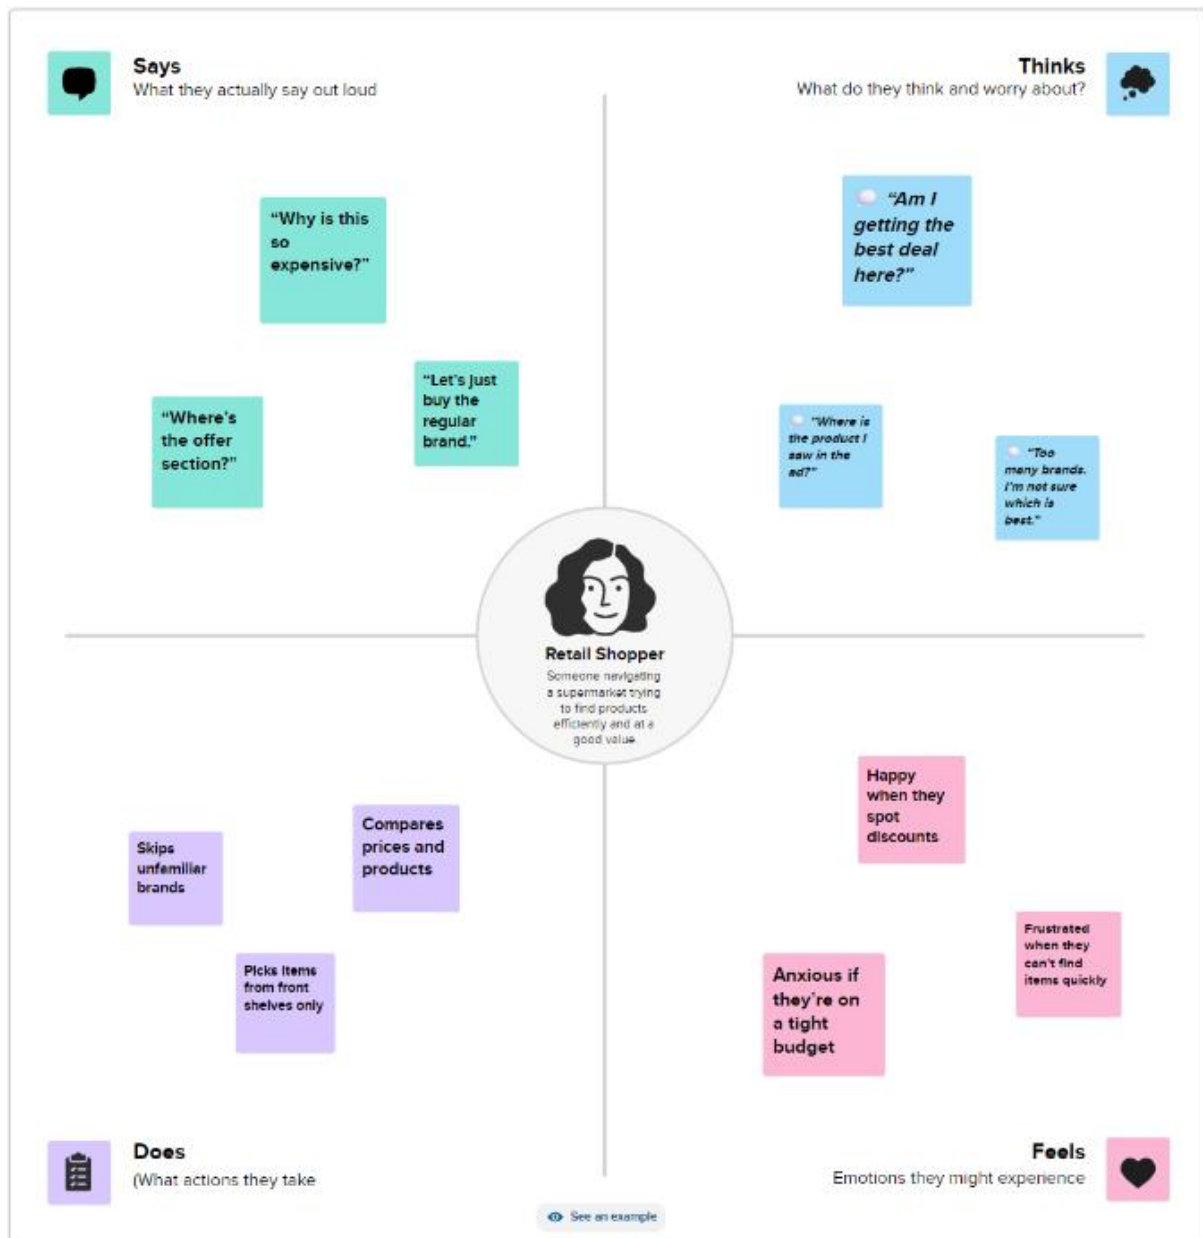 Says
What they actually say out loud
Thinks
What do they think and worry about?
“Why is this
so
expensive?”
“Where’s
the offer
section?”
“Let’s just
buy the
regular
brand.”
“Am I
getting the
best deal
here?”
“Where is
the product I
saw in the
ad?”
“Too
many brands.
I’m not sure
which is
best.”
Retail Shopper
Someone navigating
a supermarket trying
to find products
efficiently and at a
good value
Skips
unfamiliar
brands
Compares
prices and
products
Picks items
from front
shelves only
Happy
when they
spot
discounts
Anxious if
they’re on
a tight
budget
Frustrated
when they
can’t find
items quickly
Does
(What actions they take
Feels
Emotions they might experience
See an example